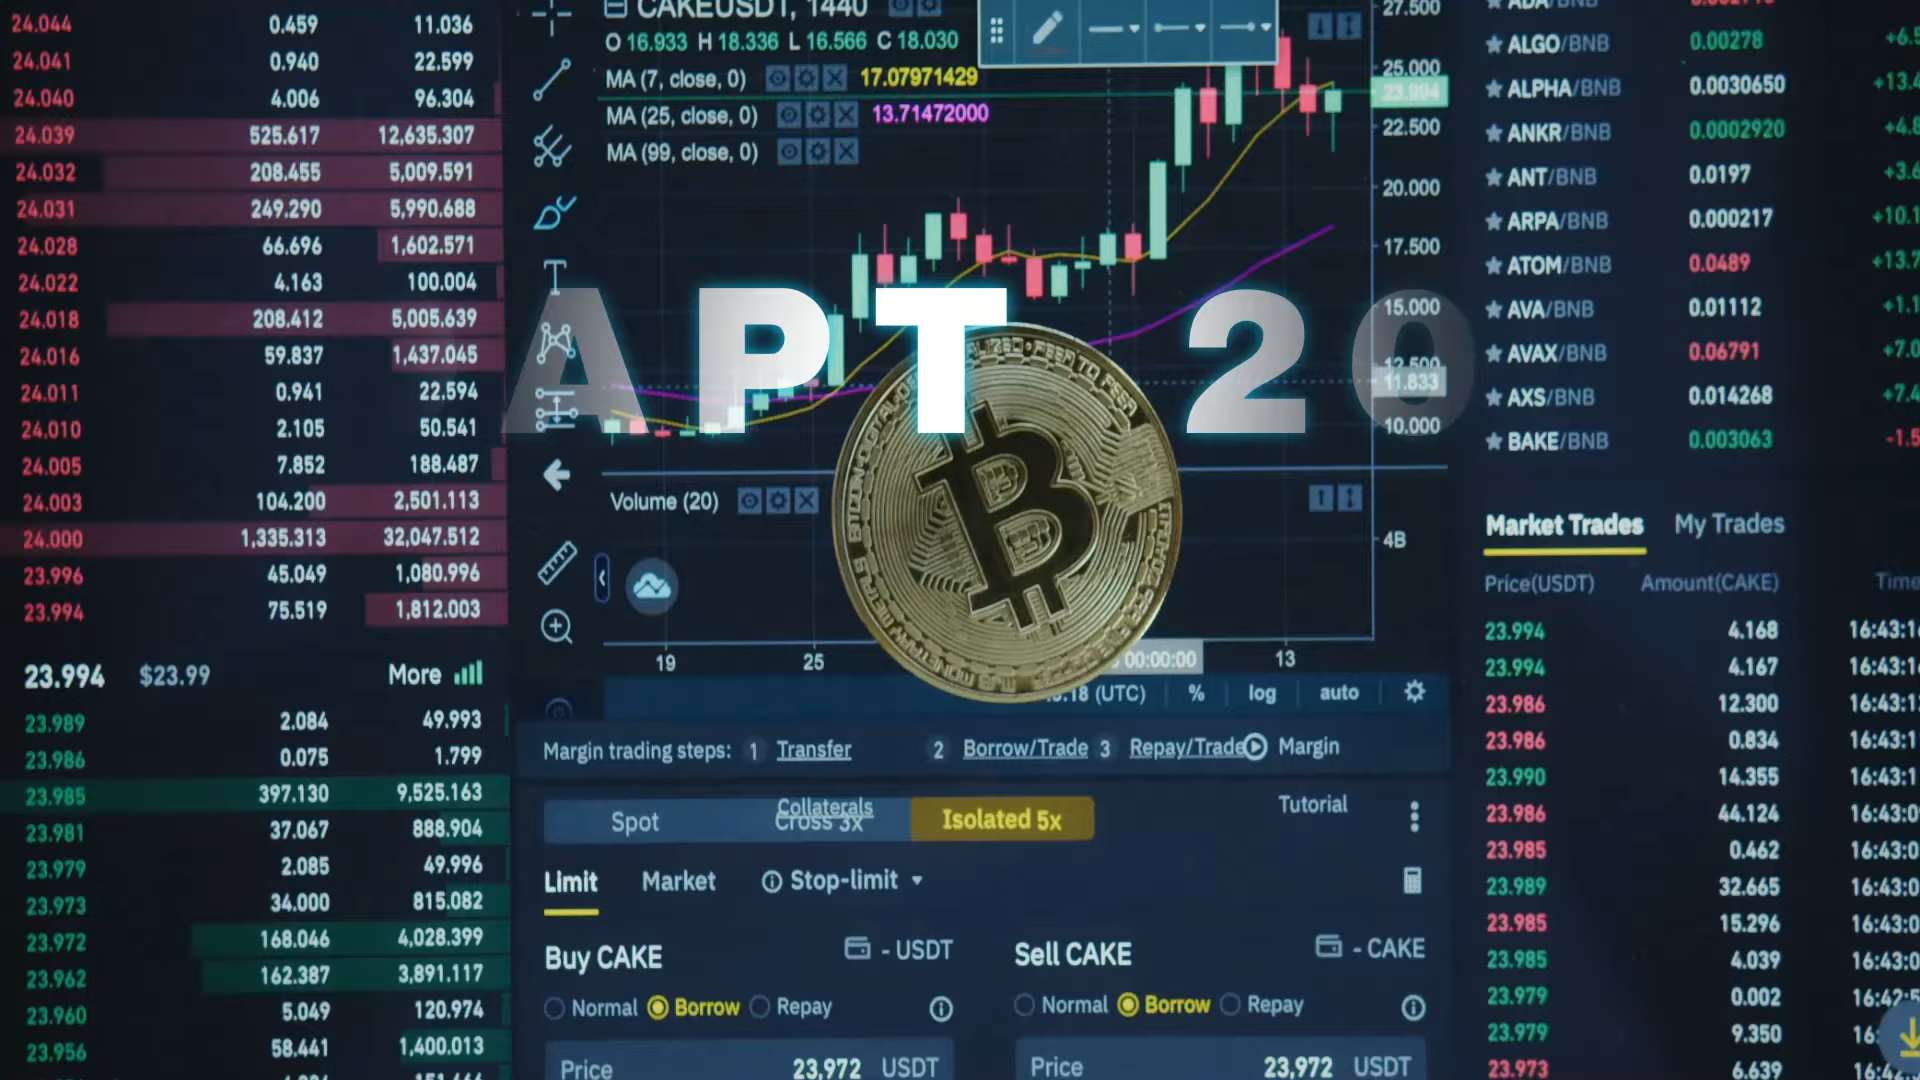 24.044 0.459 11.036
24.041 0.940 22.599
24.040 4.006 96.304
24.039 525.617 12,635.307
24.032 208.455 5,009.591
24.031 249.290 5,990.688
24.028 66.696 1,602.571
24.022 4.163 100.004
24.018 208.412 5,005.639
24.016 59.837 1,437.045
24.011 0.941 22.594
24.010 2.105 50.541
24.005 7.852 188.487
24.003 104.200 2,501.113
24.000 1,335.313 32,047.512
23.996 45.049 1,080.996
23.994 75.519 1,812.003
23.994 $23.99 More
23.989 2.084 49.993
23.986 0.075 1.799
23.985 397.130 9,525.163
23.981 37.067 888.904
23.979 2.085 49.996
23.973 34.000 815.082
23.972 168.046 4,028.399
23.962 162.387 3,891.117
23.960 5.049 120.974
23.956 58.441 1,400.013
CAKEUSDT, 1440
O 16.933 H 18.336 L 16.566 C 18.030
MA (7, close, 0) 17.07971429
MA (25, close, 0) 13.71472000
MA (99, close, 0)
27.500
25.000
23.994
22.500
20.000
17.500
15.000
12.500
11.833
10.000
APT 20
Volume (20)
4B
19 25 00:00:00 13
(UTC) % log auto
Margin trading steps: 1 Transfer 2 Borrow/Trade 3 Repay/Trade Margin
Collaterals Tutorial
Spot Cross 3x Isolated 5x
Limit Market Stop-limit
Buy CAKE - USDT Sell CAKE - CAKE
Normal Borrow Repay Normal Borrow Repay
Price 23,972 USDT Price 23,972 USDT
ADA/BNB
ALGO/BNB 0.00278
ALPHA/BNB 0.0030650
ANKR/BNB 0.0002920
ANT/BNB 0.0197
ARPA/BNB 0.000217
ATOM/BNB 0.0489
AVA/BNB 0.01112
AVAX/BNB 0.06791
AXS/BNB 0.014268
BAKE/BNB 0.003063
Market Trades My Trades
Price(USDT) Amount(CAKE) Time
23.994 4.168
23.994 4.167
23.986 12.300
23.986 0.834
23.990 14.355
23.986 44.124
23.985 0.462
23.989 32.665
23.985 15.296
23.985 4.039
23.979 0.002
23.979 9.350
23.973 6.639